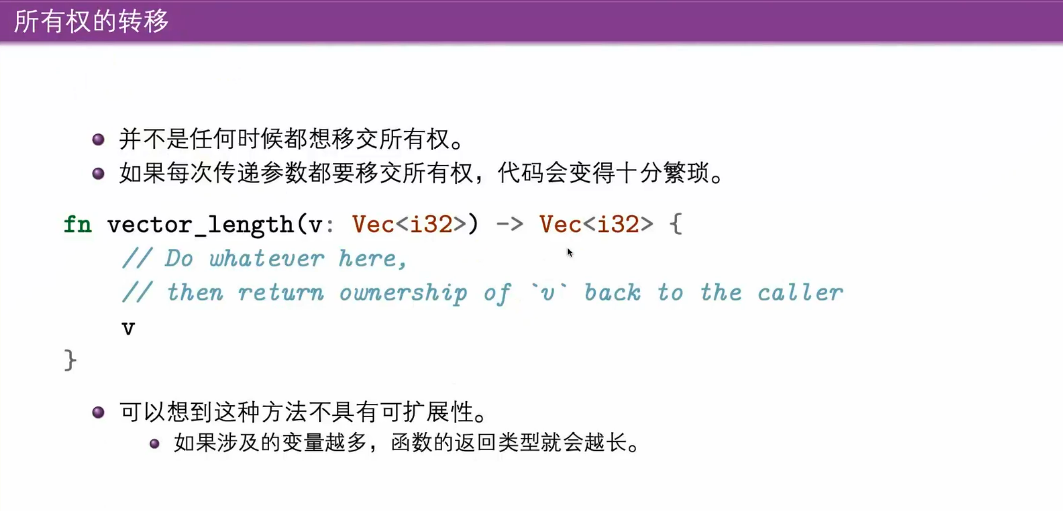 所有权的转移
并不是任何时候都想移交所有权。
如果每次传递参数都要移交所有权，代码会变得十分繁琐。
fn vector_length(v: Vec<i32>) -> Vec<i32> {
// Do whatever here,
// then return ownership of `v` back to the caller
v
}
可以想到这种方法不具有可扩展性。
如果涉及的变量越多，函数的返回类型就会越长。